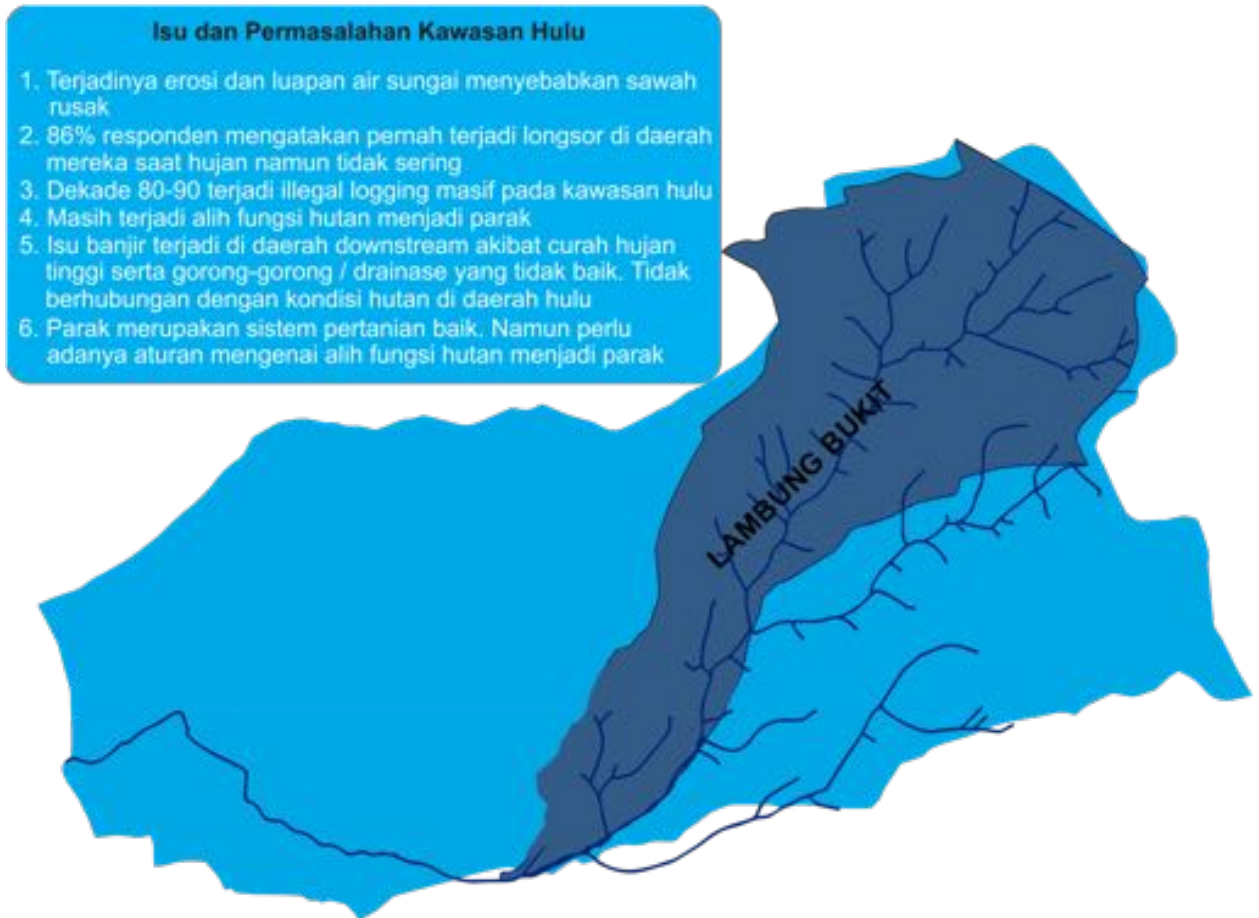 Isu dan Permasalahan Kawasan Hulu
1. Terjadinya erosi dan luapan air sungai menyebabkan sawah
rusak
2. 86% responden mengatakan pernah terjadi longsor di daerah
mereka saat hujan namun tidak sering
3. Dekade 80-90 terjadi illegal logging masif pada kawasan hulu
4. Masih terjadi alih fungsi hutan menjadi parak
5. Isu banjir terjadi di daerah downstream akibat curah hujan
tinggi serta gorong-gorong / drainase yang tidak baik. Tidak
berhubungan dengan kondisi hutan di daerah hulu
6. Parak merupakan sistem pertanian baik. Namun perlu
adanya aturan mengenai alih fungsi hutan menjadi parak
LAMBUNG BUKIT